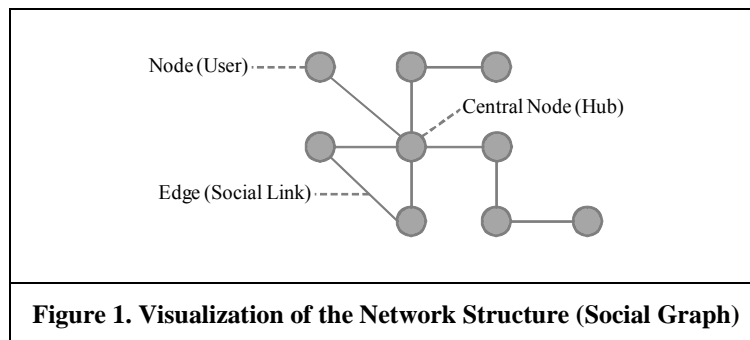 Node (User)
Central Node (Hub)
Edge (Social Link)
Figure 1. Visualization of the Network Structure (Social Graph)